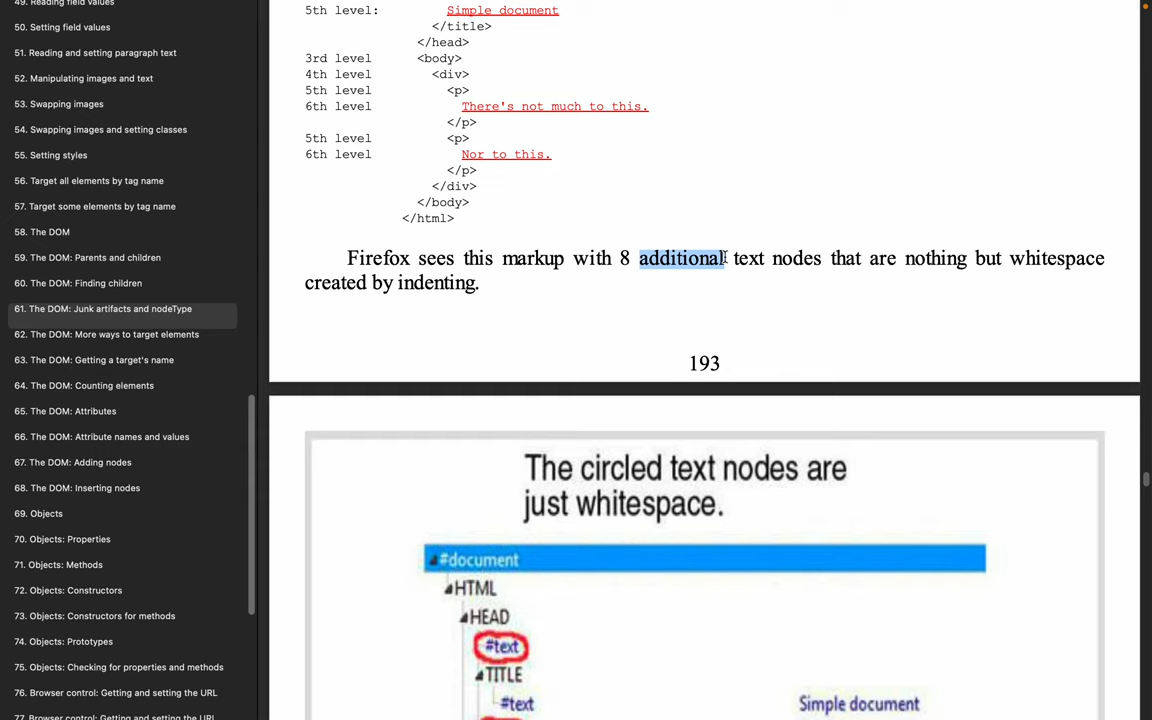 49. Reading field values
50. Setting field values
51. Reading and setting paragraph text
52. Manipulating images and text
53. Swapping images
54. Swapping images and setting classes
55. Setting styles
56. Target all elements by tag name
57. Target some elements by tag name
58. The DOM
59. The DOM: Parents and children
60. The DOM: Finding children
61. The DOM: Junk artifacts and nodeType
62. The DOM: More ways to target elements
63. The DOM: Getting a target's name
64. The DOM: Counting elements
65. The DOM: Attributes
66. The DOM: Attribute names and values
67. The DOM: Adding nodes
68. The DOM: Inserting nodes
69. Objects
70. Objects: Properties
71. Objects: Methods
72. Objects: Constructors
73. Objects: Constructors for methods
74. Objects: Prototypes
75. Objects: Checking for properties and methods
76. Browser control: Getting and setting the URL
77. Browser control: Getting and setting the URL
5th level: Simple document
</title>
</head>
3rd level <body>
4th level <div>
5th level <p>
6th level There's not much to this.
</p>
5th level <p>
6th level Nor to this.
</p>
</div>
</body>
</html>
Firefox sees this markup with 8 additional text nodes that are nothing but whitespace
created by indenting.
193
The circled text nodes are
just whitespace.
#document
HTML
HEAD
#text
TITLE
#text Simple document